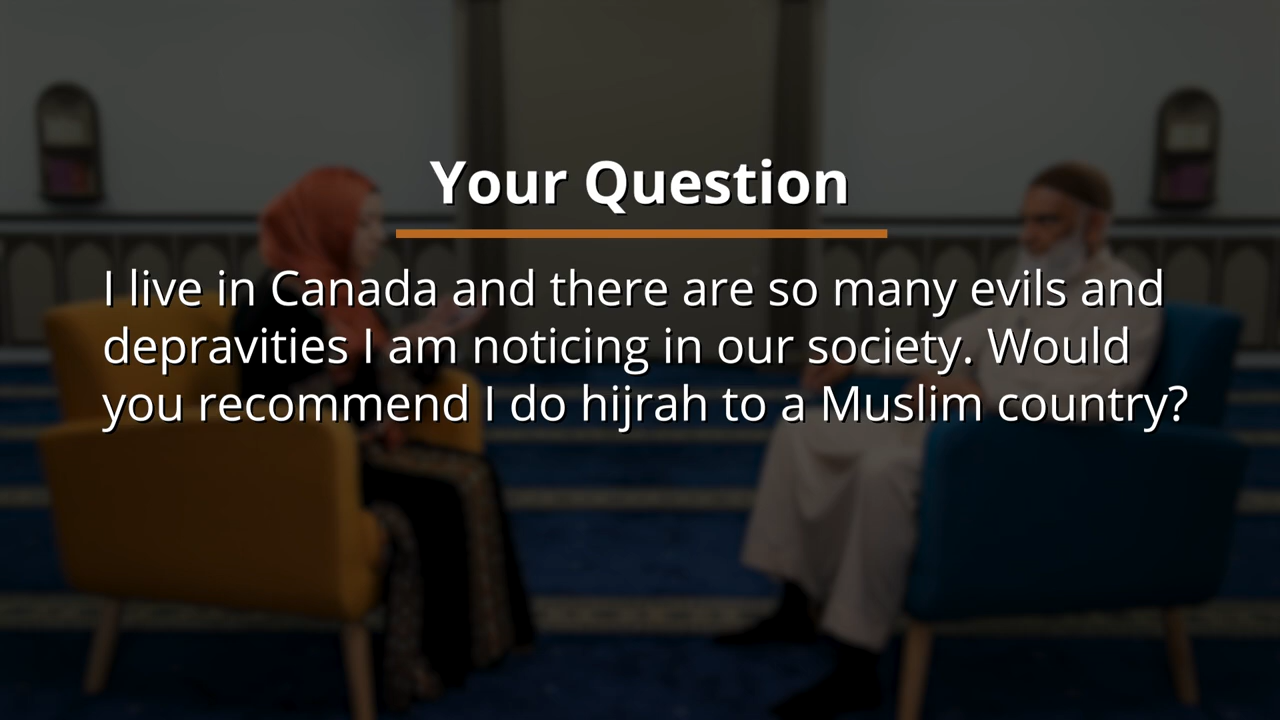 Your Question
I live in Canada and there are so many evils and
depravities I am noticing in our society. Would
you recommend I do hijrah to a Muslim country?